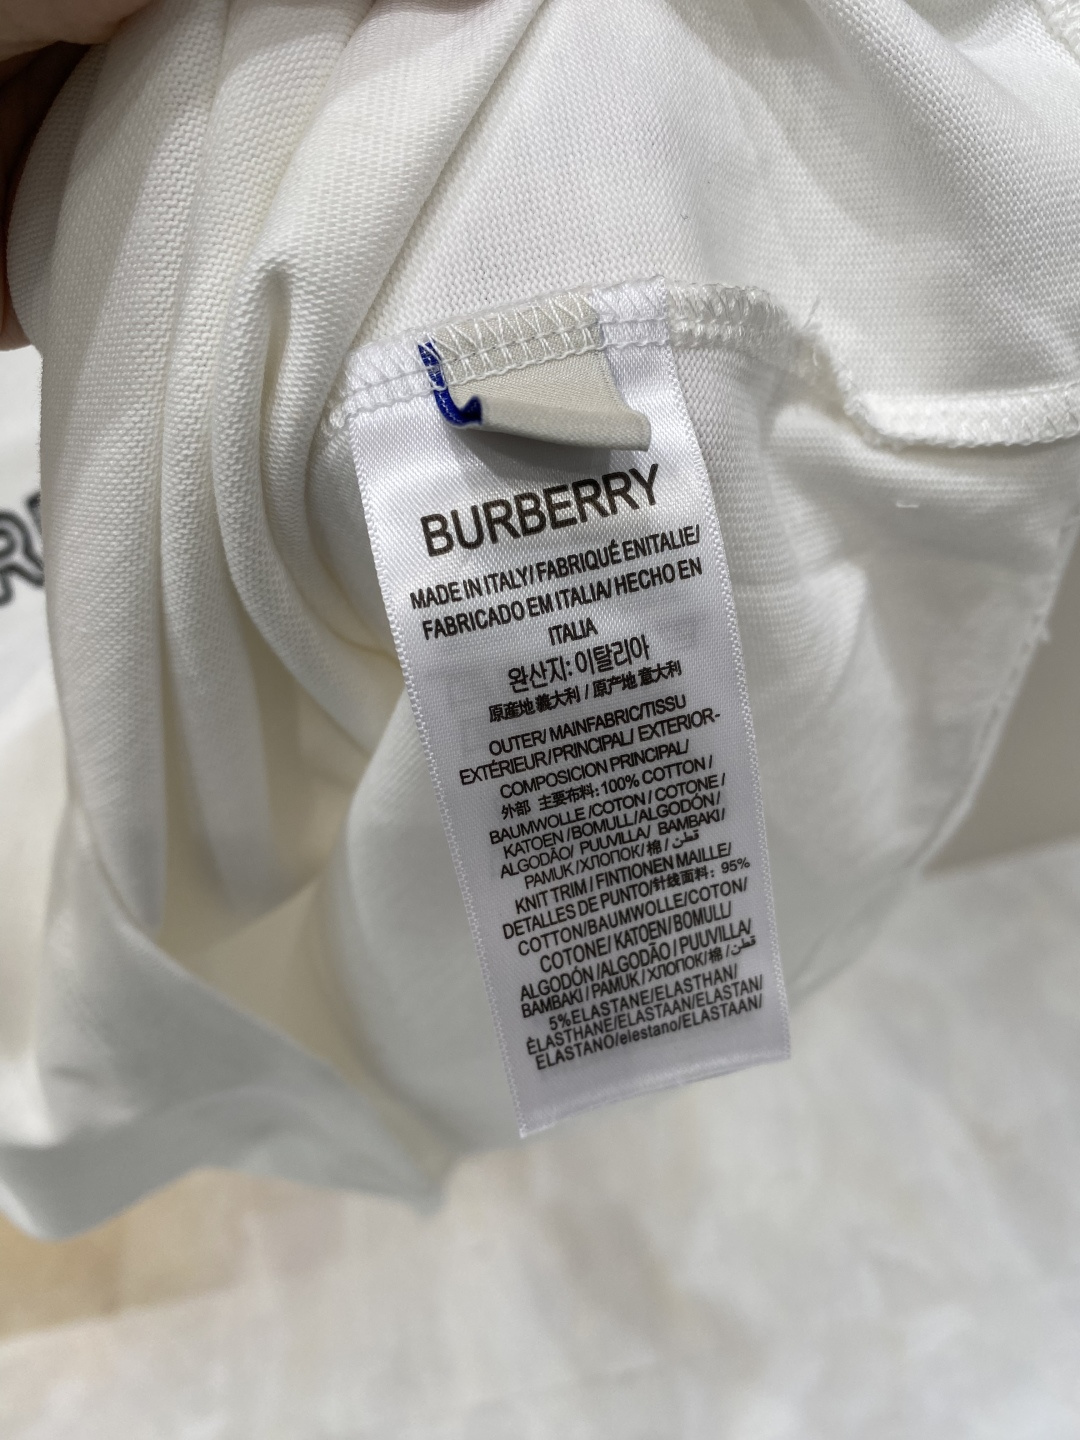 BURBERRY
MADE IN ITALY/ FABRIQUÉ ENITALIE/
FABRICADO EM ITALIA/ HECHO EN
ITALIA
완산지: 이탈리아
原産地 義大利 / 原产地 意大利
OUTER/ MAINFABRIC/TISSU
EXTÉRIEUR/PRINCIPAL/ EXTERIOR-
COMPOSICION PRINCIPAL/
外部 主要布料: 100% COTTON /
BAUMWOLLE /COTON / COTONE /
KATOEN /BOMULL/ALGODÓN /
ALGODÃO/ PUUVILLA/ BAMBAKI/
PAMUK /ХЛОПОК/ 棉/ قطن
KNIT TRIM / FINTIONEN MAILLE/
DETALLES DE PUNTO/针线面料: 95%
COTTON/BAUMWOLLE/COTON/
COTONE/ KATOEN/ BOMULL/
ALGODÓN /ALGODÃO / PUUVILLA/
BAMBAKI / PAMUK / ХЛОПОК/ 棉 / قطن/
5%ELASTANE/ELASTHAN/
ÈLASTHANE/ELASTAAN/ELASTAN/
ELASTANO/elestano/ELASTAAN/